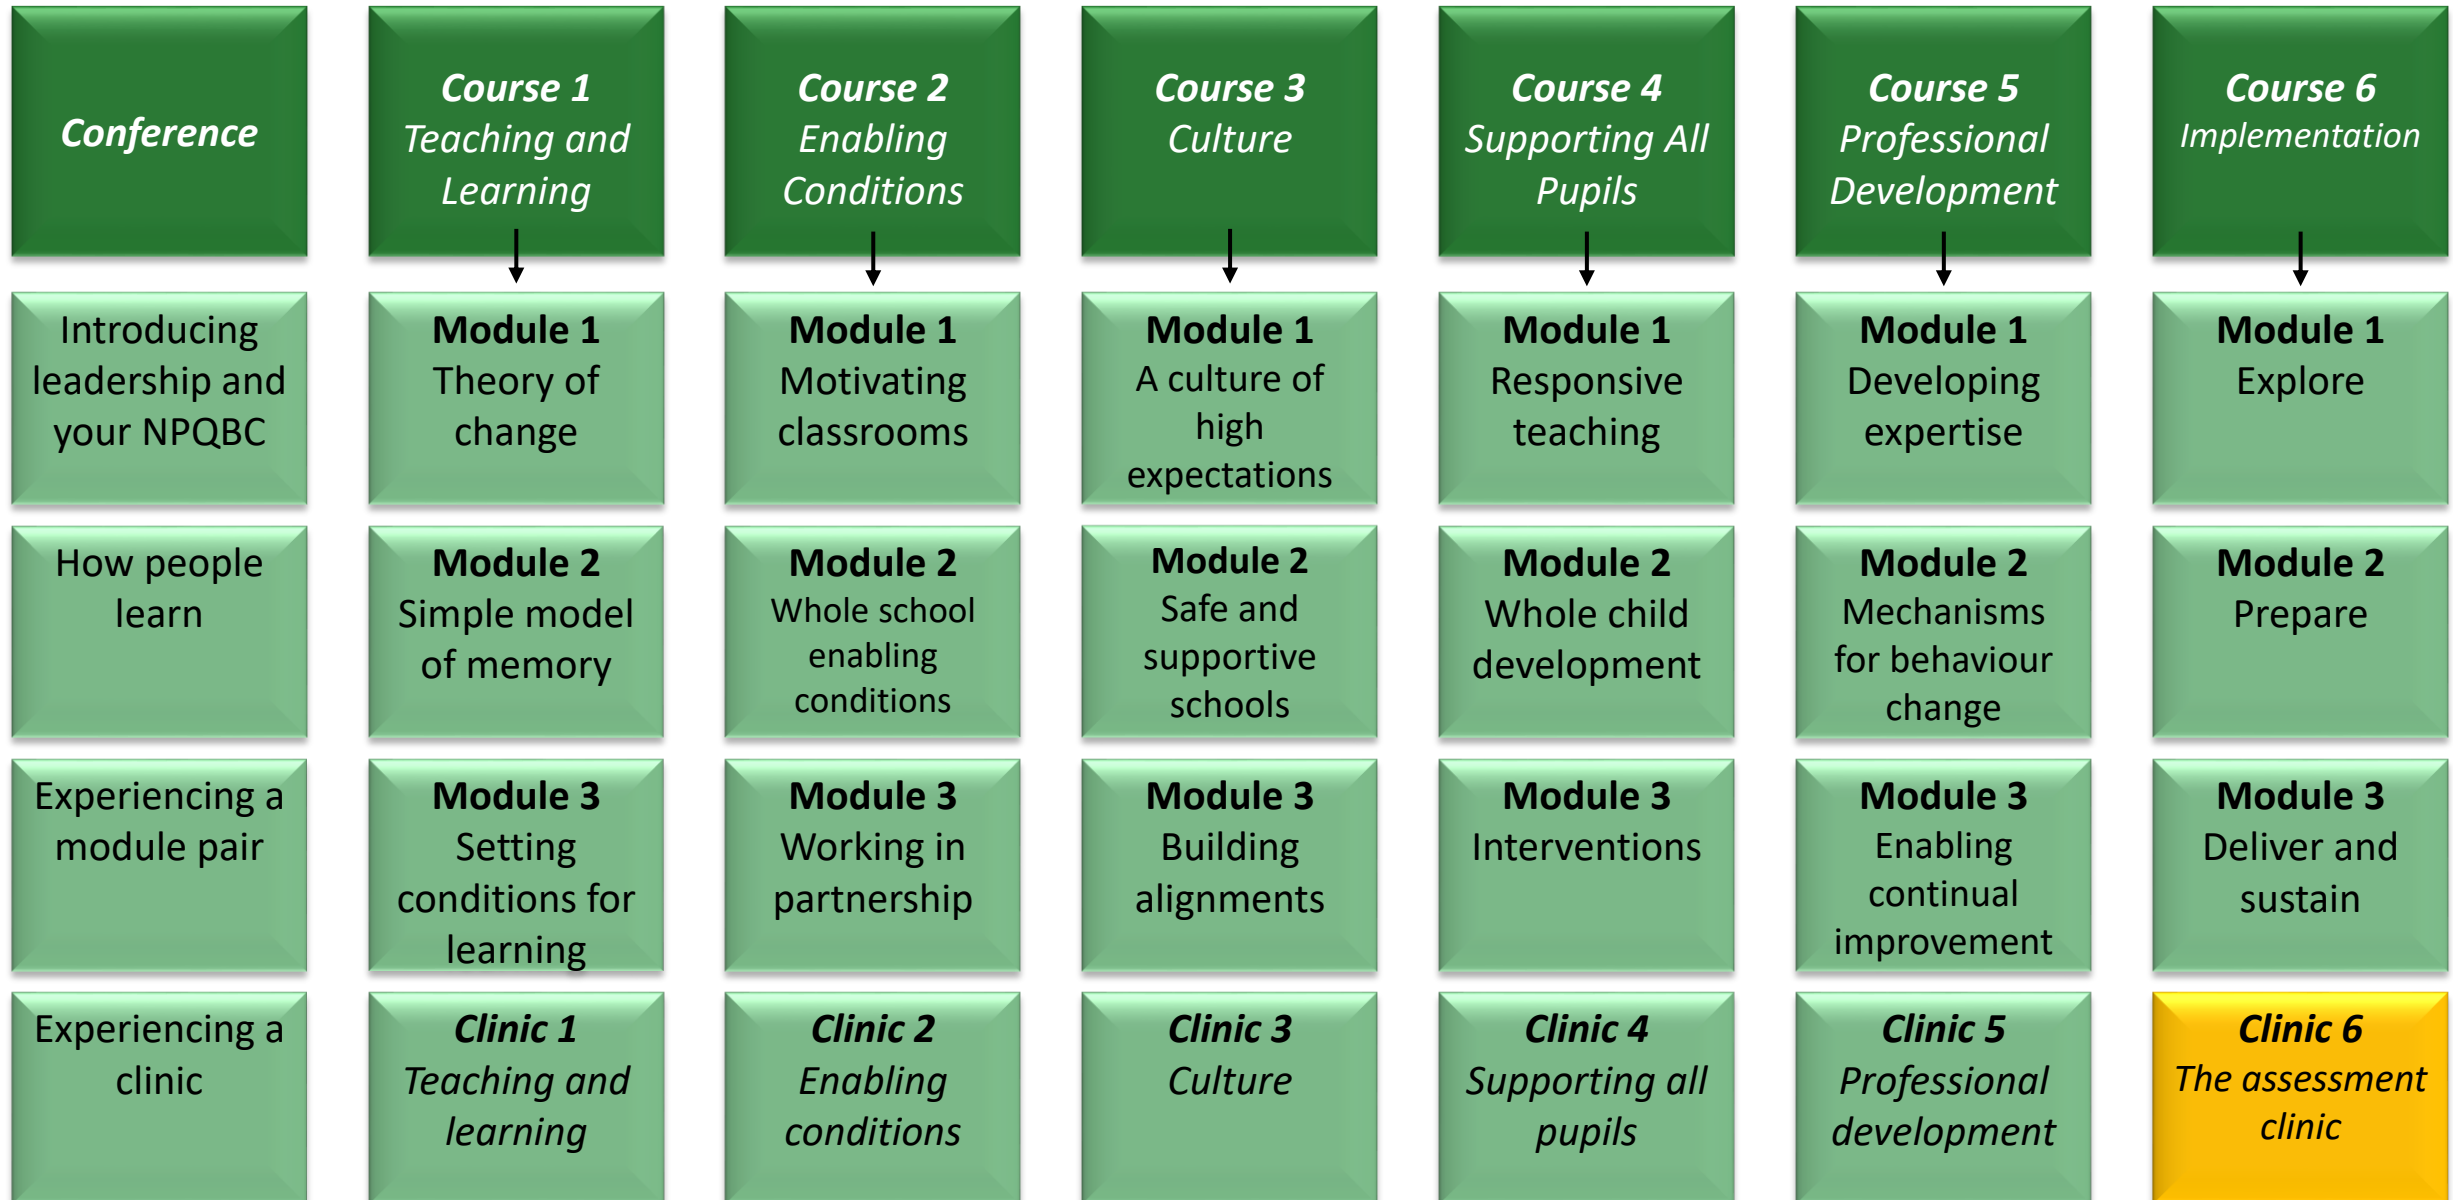 Conference
Course 1
Teaching and
Learning
Course 2
Enabling
Conditions
Course 3
Culture
Course 4
Supporting All
Pupils
Course 5
Professional
Development
Course 6
Implementation
Introducing
leadership and
your NPQBC
Module 1
Theory of
change
Module 1
Motivating
classrooms
Module 1
A culture of
high
expectations
Module 1
Responsive
teaching
Module 1
Developing
expertise
Module 1
Explore
How people
learn
Module 2
Simple model
of memory
Module 2
Whole school
enabling
conditions
Module 2
Safe and
supportive
schools
Module 2
Whole child
development
Module 2
Mechanisms
for behaviour
change
Module 2
Prepare
Experiencing a
module pair
Module 3
Setting
conditions for
learning
Module 3
Working in
partnership
Module 3
Building
alignments
Module 3
Interventions
Module 3
Enabling
continual
improvement
Module 3
Deliver and
sustain
Experiencing a
clinic
Clinic 1
Teaching and
learning
Clinic 2
Enabling
conditions
Clinic 3
Culture
Clinic 4
Supporting all
pupils
Clinic 5
Professional
development
Clinic 6
The assessment
clinic